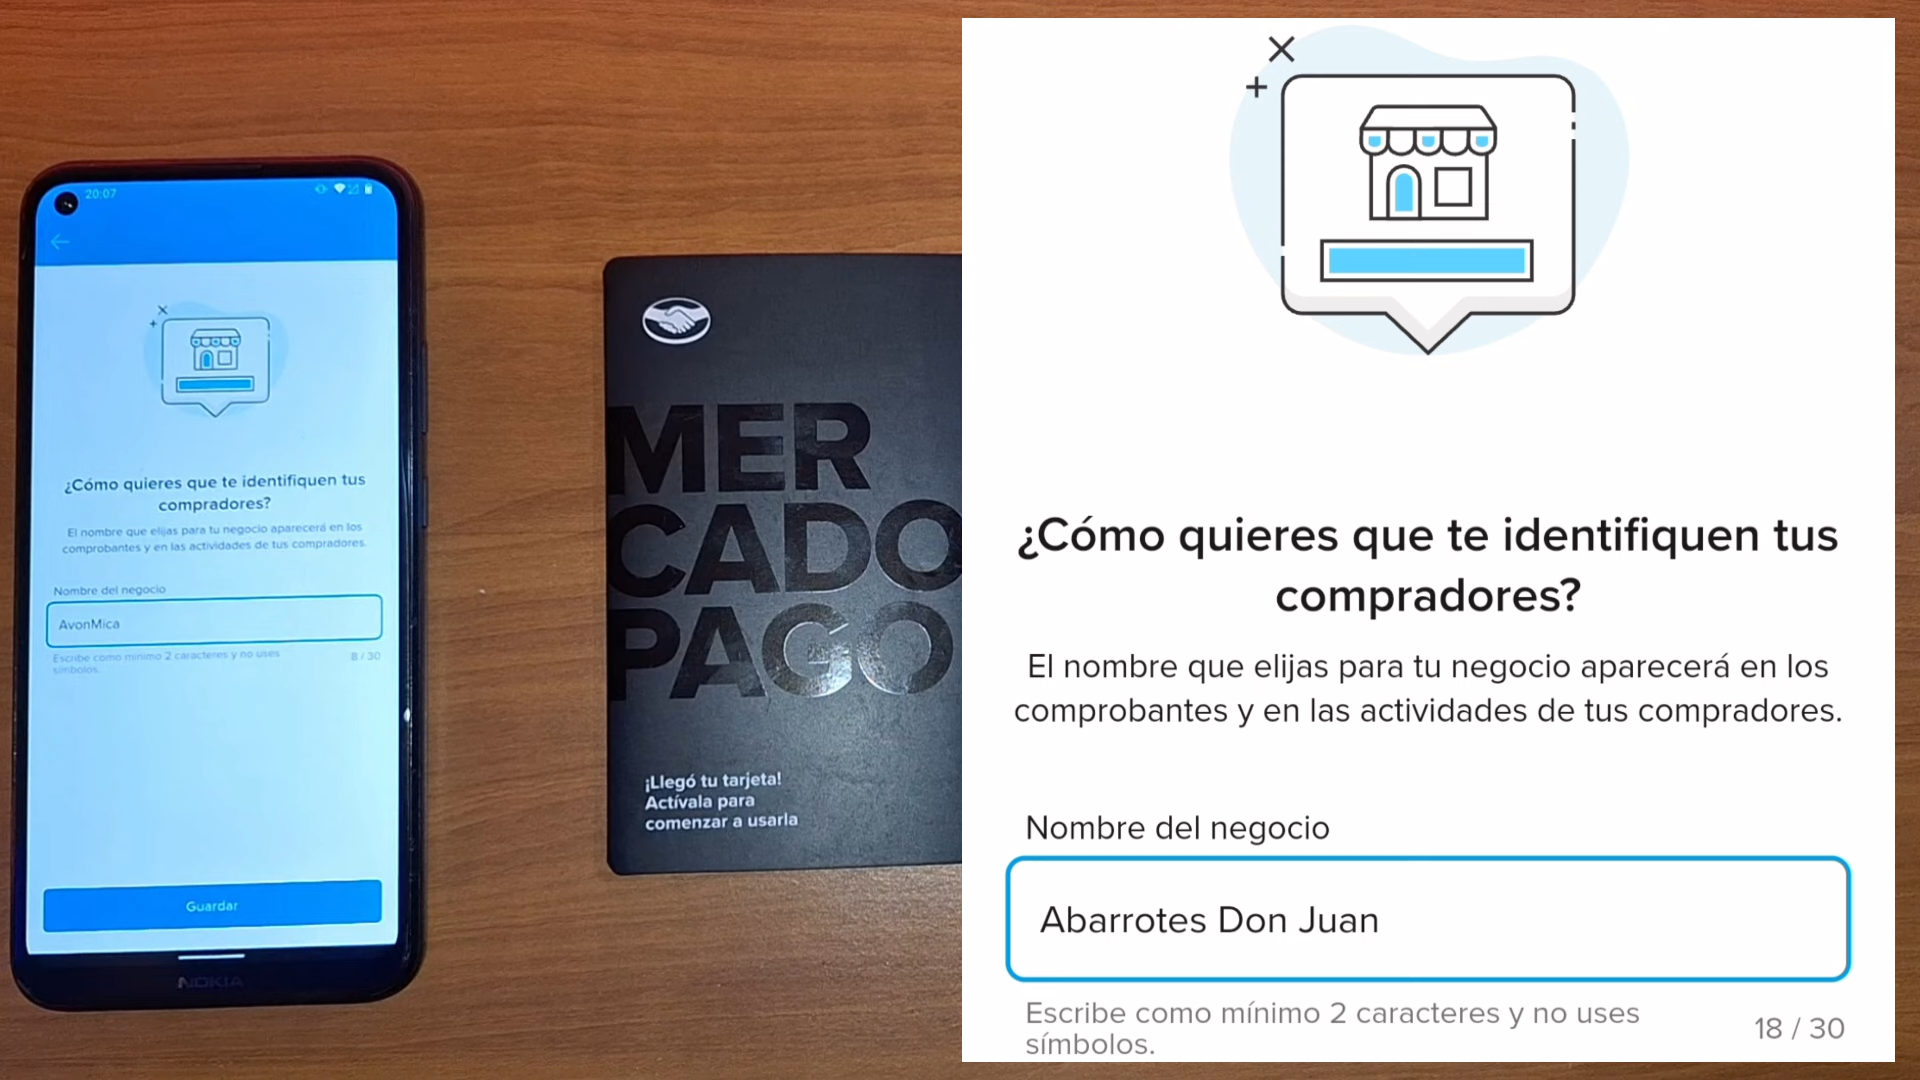 20:07
¿Cómo quieres que te identifiquen tus
compradores?
El nombre que elijas para tu negocio aparecerá en los
comprobantes y en las actividades de tus compradores.
Nombre del negocio
AvonMica
Escribe como mínimo 2 caracteres y no uses
símbolos.
8 / 30
Guardar
NOKIA
MER
CADO
PAGO
¡Llegó tu tarjeta!
Actívala para
comenzar a usarla
¿Cómo quieres que te identifiquen tus
compradores?
El nombre que elijas para tu negocio aparecerá en los
comprobantes y en las actividades de tus compradores.
Nombre del negocio
Abarrotes Don Juan
Escribe como mínimo 2 caracteres y no uses
símbolos.
18 / 30